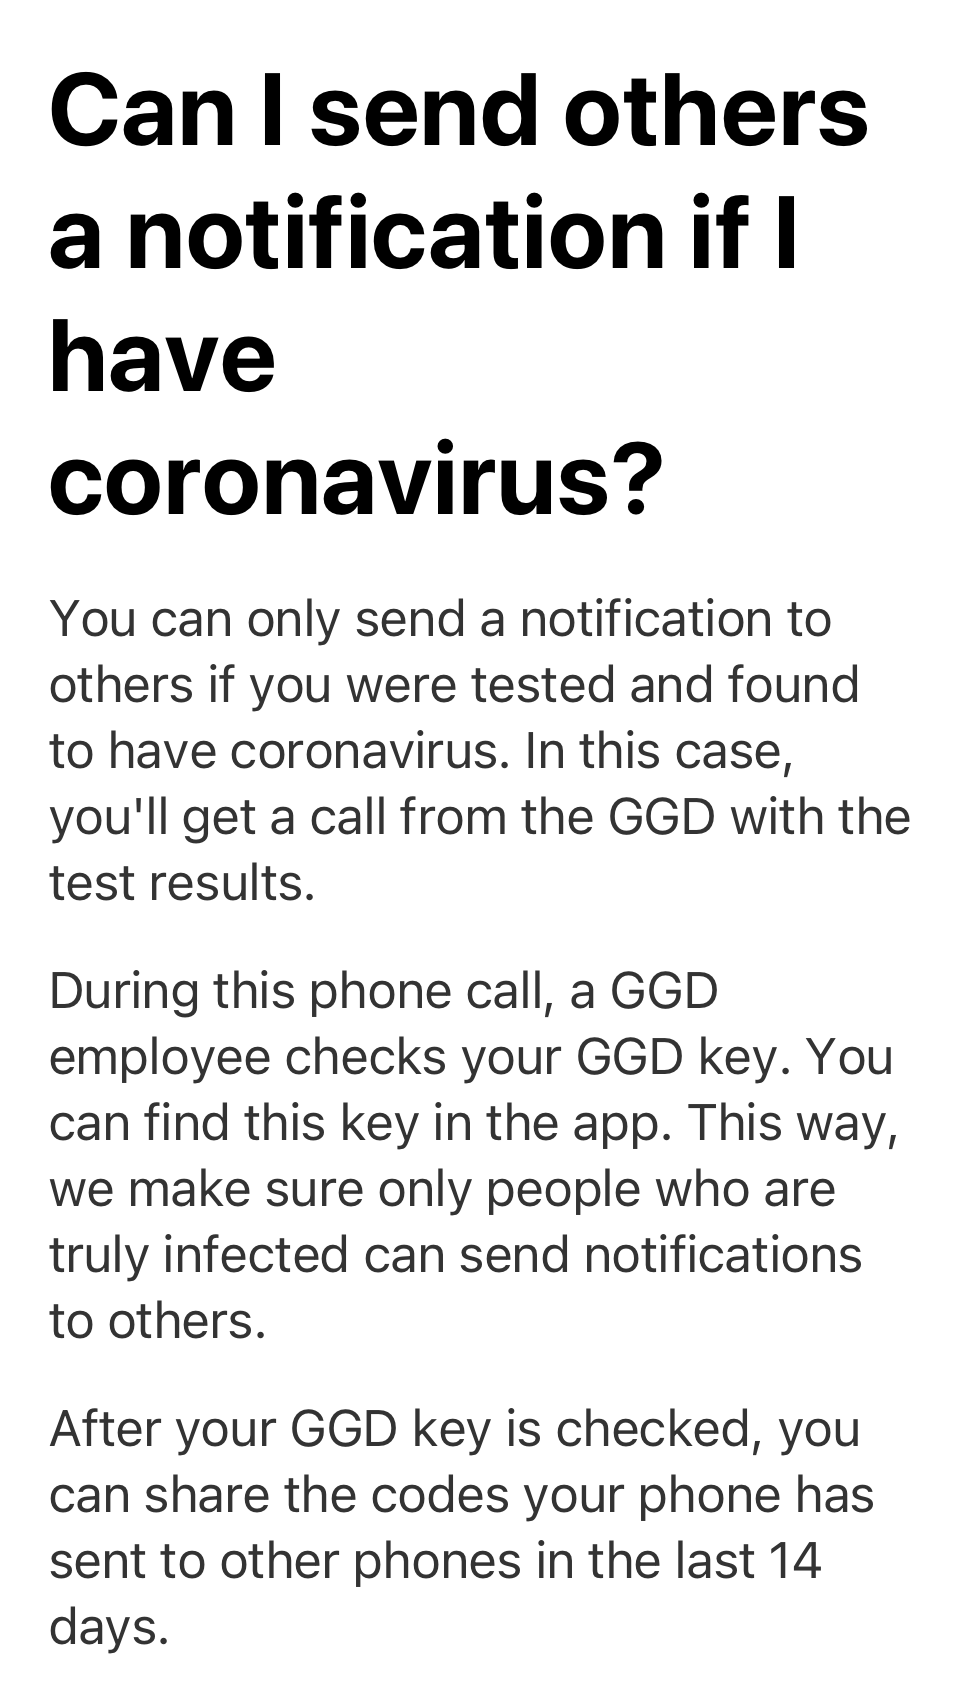 Can I send others
a notification if I
have
coronavirus?
You can only send a notification to
others if you were tested and found
to have coronavirus. In this case,
you'll get a call from the GGD with the
test results.
During this phone call, a GGD
employee checks your GGD key. You
can find this key in the app. This way,
we make sure only people who are
truly infected can send notifications
to others.
After your GGD key is checked, you
can share the codes your phone has
sent to other phones in the last 14
days.